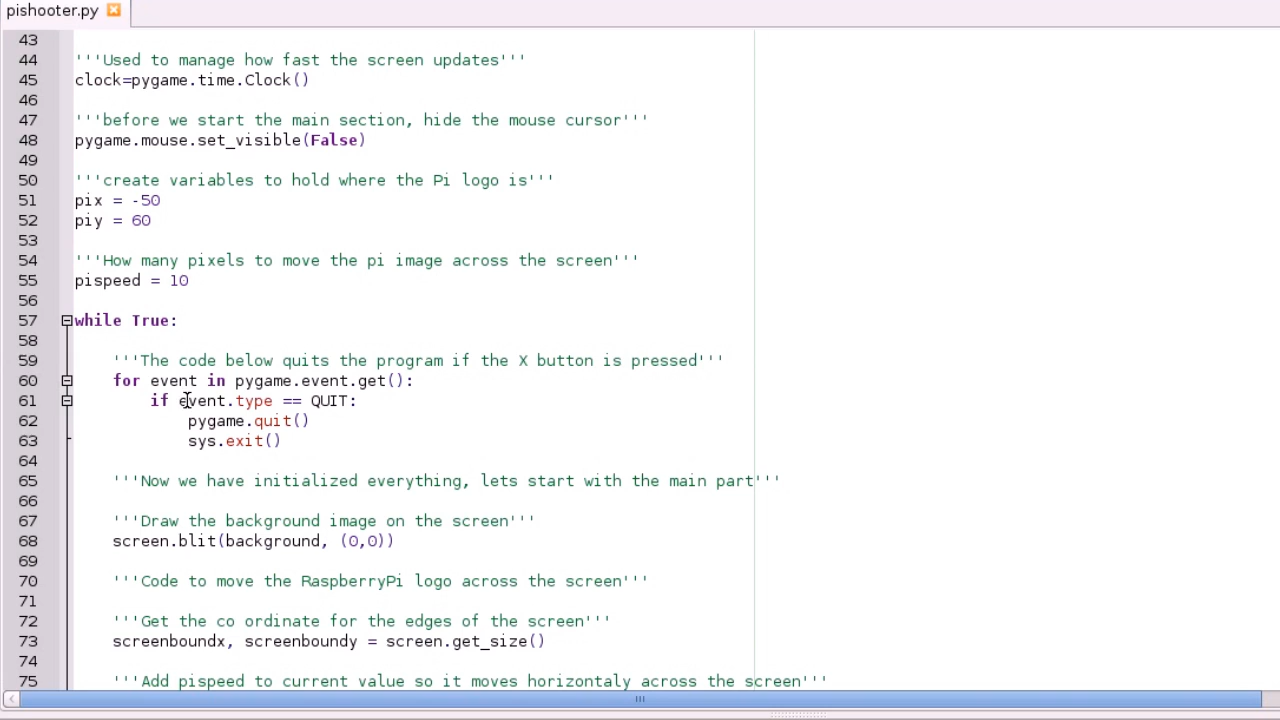 pishooter.py
43
44 '''Used to manage how fast the screen updates'''
45 clock=pygame.time.Clock()
46
47 '''before we start the main section, hide the mouse cursor'''
48 pygame.mouse.set_visible(False)
49
50 '''create variables to hold where the Pi logo is'''
51 pix = -50
52 piy = 60
53
54 '''How many pixels to move the pi image across the screen'''
55 pispeed = 10
56
57 while True:
58
59 '''The code below quits the program if the X button is pressed'''
60 for event in pygame.event.get():
61 if event.type == QUIT:
62 pygame.quit()
63 sys.exit()
64
65 '''Now we have initialized everything, lets start with the main part'''
66
67 '''Draw the background image on the screen'''
68 screen.blit(background, (0,0))
69
70 '''Code to move the RaspberryPi logo across the screen'''
71
72 '''Get the co ordinate for the edges of the screen'''
73 screenboundx, screenboundy = screen.get_size()
74
75 '''Add pispeed to current value so it moves horizontaly across the screen'''